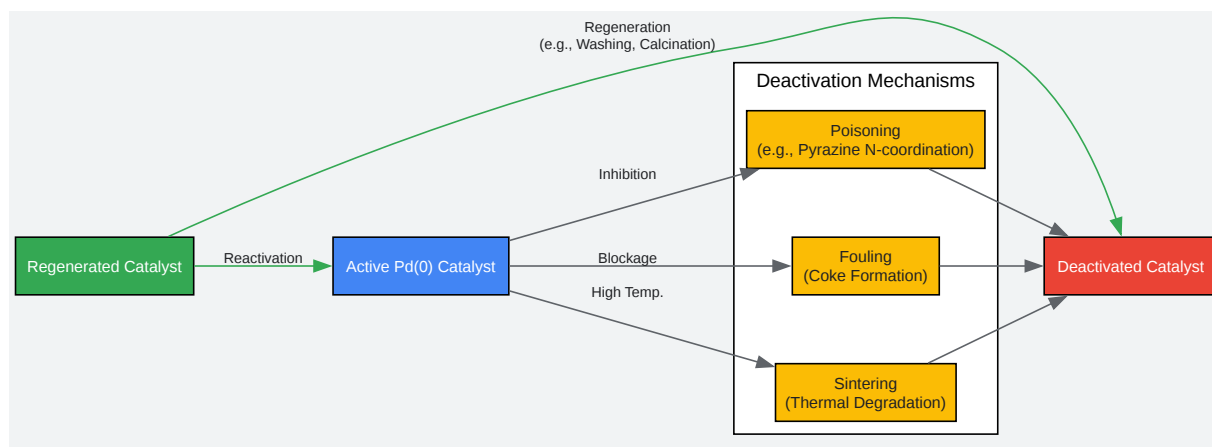 Regeneration
(e.g., Washing, Calcination)
Deactivation Mechanisms
Poisoning
(e.g., Pyrazine N-coordination)
Inhibition
Regenerated Catalyst
Reactivation
Active Pd(0) Catalyst
Blockage
Fouling
(Coke Formation)
Deactivated Catalyst
High Temp.
Sintering
(Thermal Degradation)